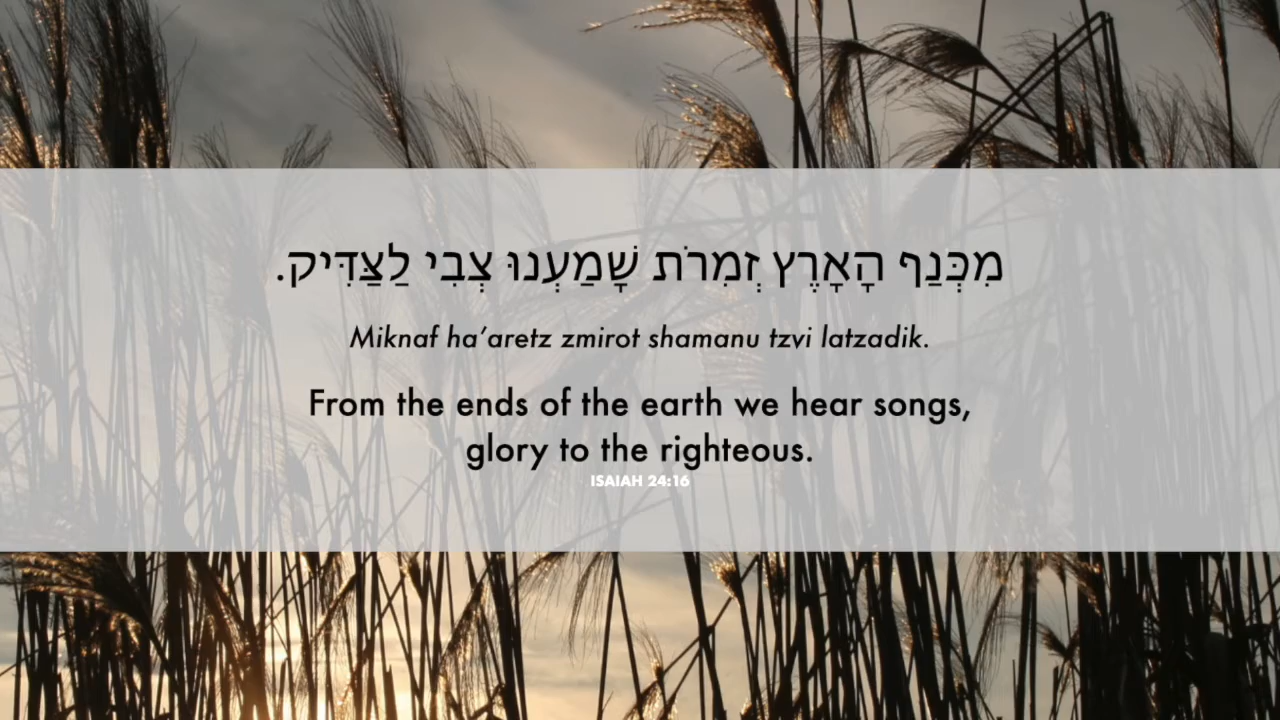 מִכְּנַף הָאָרֶץ זְמִרֹת שָׁמַעְנוּ צְבִי לַצַּדִּיק.
Miknaf ha’aretz zmirot shamanu tzvi latzadik.
From the ends of the earth we hear songs,
glory to the righteous.
ISAIAH 24:16